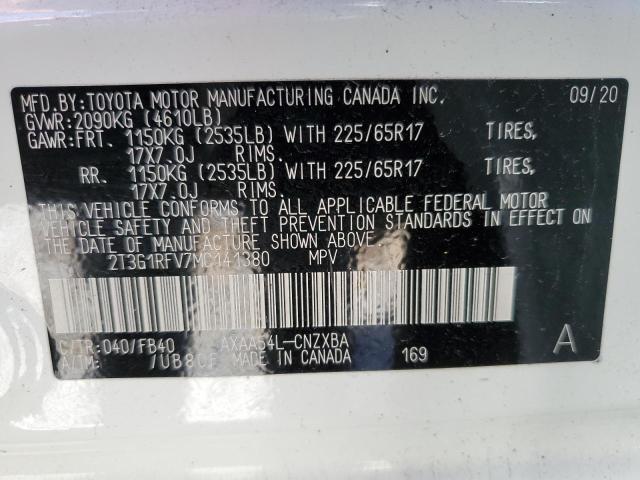 MFD.BY:TOYOTA MOTOR MANUFACTURING CANADA INC. 09/20
GVWR:2090KG (4610LB)
GAWR:FRT. 1150KG (2535LB) WITH 225/65R17 TIRES,
17X7.0J RIMS.
RR. 1150KG (2535LB) WITH 225/65R17 TIRES,
17X7.0J RIMS.
THIS VEHICLE CONFORMS TO ALL APPLICABLE FEDERAL MOTOR
VEHICLE SAFETY AND THEFT PREVENTION STANDARDS IN EFFECT ON
THE DATE OF MANUFACTURE SHOWN ABOVE.
2T3G1RFV7MC141380 MPV
C/TR:040/FB40 AXAA54L-CNZXBA A
A/TM: /UB80F MADE IN CANADA 169